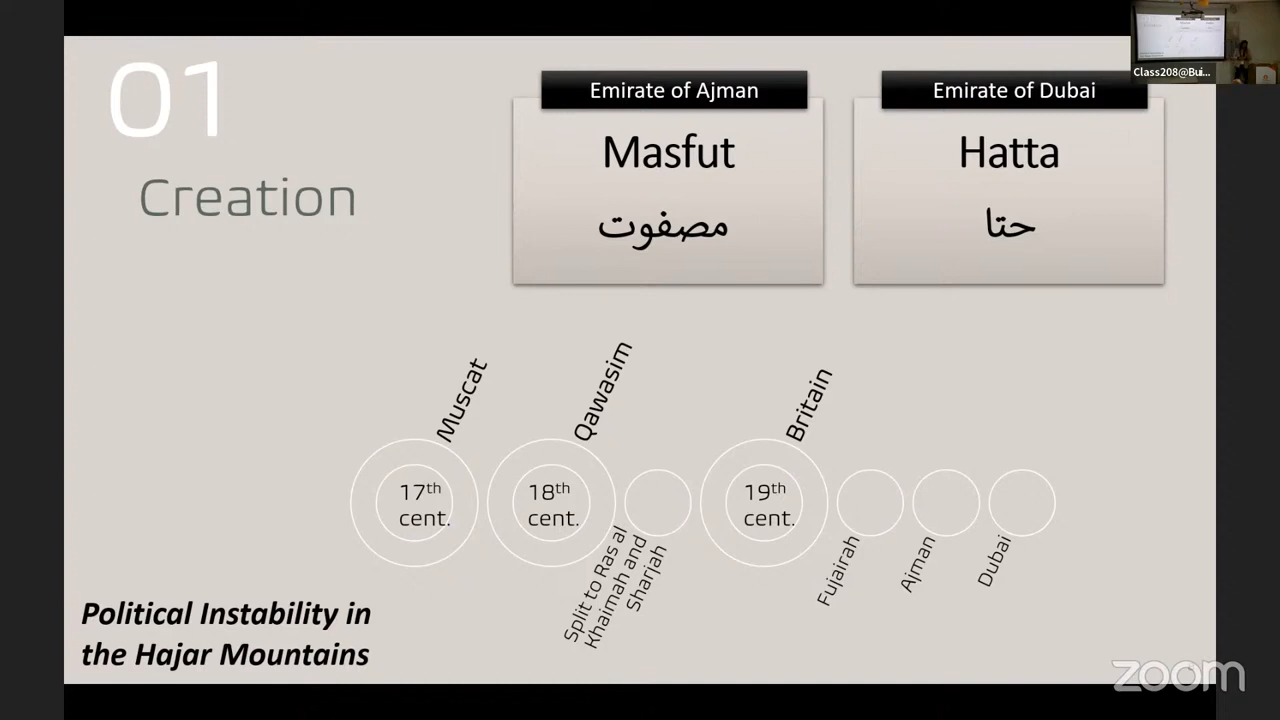 01
Creation
Emirate of Ajman
Masfut
مصفوت
Emirate of Dubai
Hatta
حتا
Muscat
Qawasim
Britain
17th
cent.
18th
cent.
19th
cent.
Split to Ras al
Khaimah and
Sharjah
Fujairah
Ajman
Dubai
Political Instability in
the Hajar Mountains
Class208@Bui...
zoom